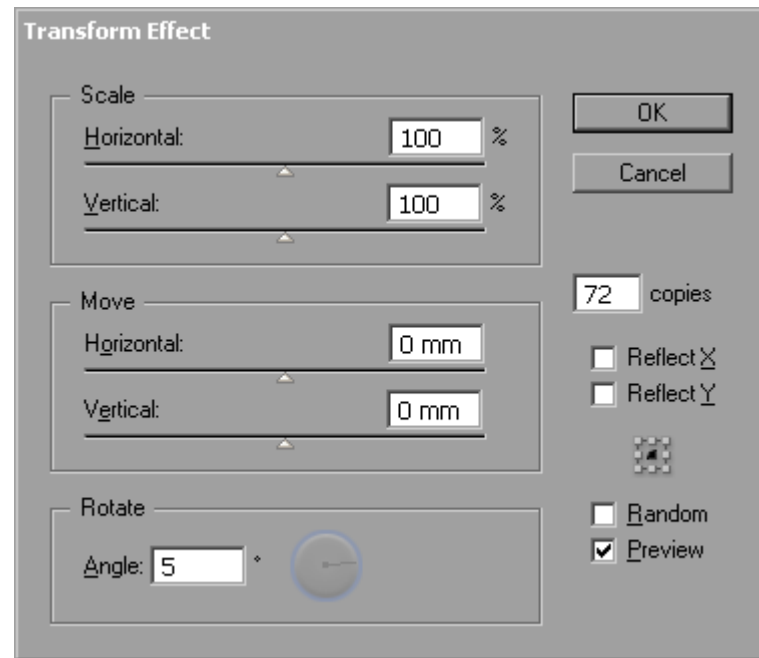 Transform Effect
Scale
Horizontal: 100 %
Vertical: 100 %
OK
Cancel
Move
Horizontal: 0 mm
Vertical: 0 mm
72 copies
Reflect X
Reflect Y
Rotate
Angle: 5 °
Random
Preview